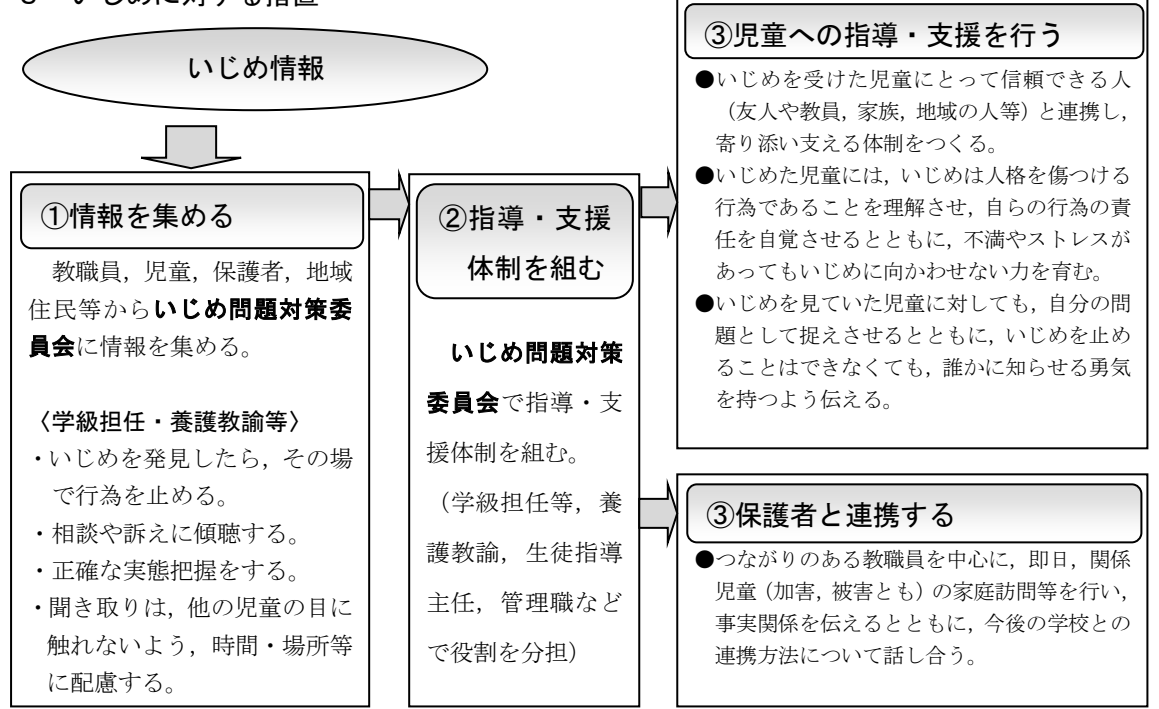 いじめ情報
①情報を集める
教職員，児童，保護者，地域
住民等からいじめ問題対策委
員会に情報を集める。
〈学級担任・養護教諭等〉
・いじめを発見したら，その場
で行為を止める。
・相談や訴えに傾聴する。
・正確な実態把握をする。
・聞き取りは，他の児童の目に
触れないよう，時間・場所等
に配慮する。
②指導・支援
体制を組む
いじめ問題対策
委員会で指導・支
援体制を組む。
（学級担任等，養
護教諭，生徒指導
主任，管理職など
で役割を分担）
③児童への指導・支援を行う
●いじめを受けた児童にとって信頼できる人
（友人や教員，家族，地域の人等）と連携し，
寄り添い支える体制をつくる。
●いじめた児童には，いじめは人格を傷つける
行為であることを理解させ，自らの行為の責
任を自覚させるとともに，不満やストレスが
あってもいじめに向かわせない力を育む。
●いじめを見ていた児童に対しても，自分の問
題として捉えさせるとともに，いじめを止め
ることはできなくても，誰かに知らせる勇気
を持つよう伝える。
③保護者と連携する
●つながりのある教職員を中心に，即日，関係
児童（加害，被害とも）の家庭訪問等を行い，
事実関係を伝えるとともに，今後の学校との
連携方法について話し合う。